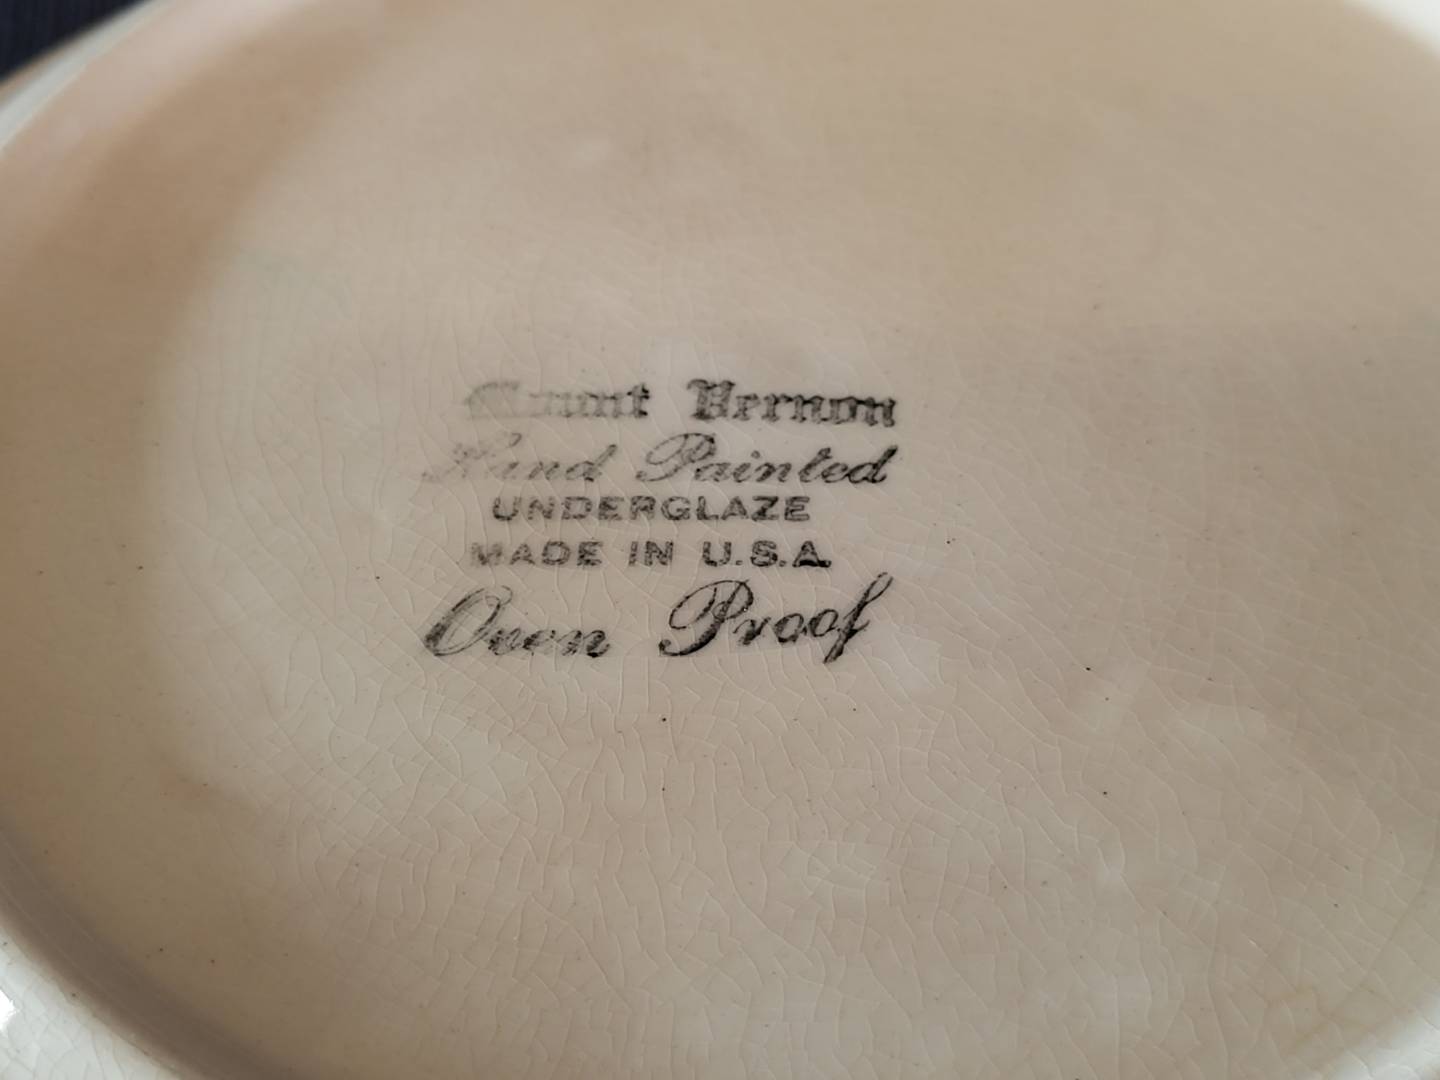 Mount Vernon
Hand Painted
UNDERGLAZE
MADE IN U.S.A.
Oven Proof